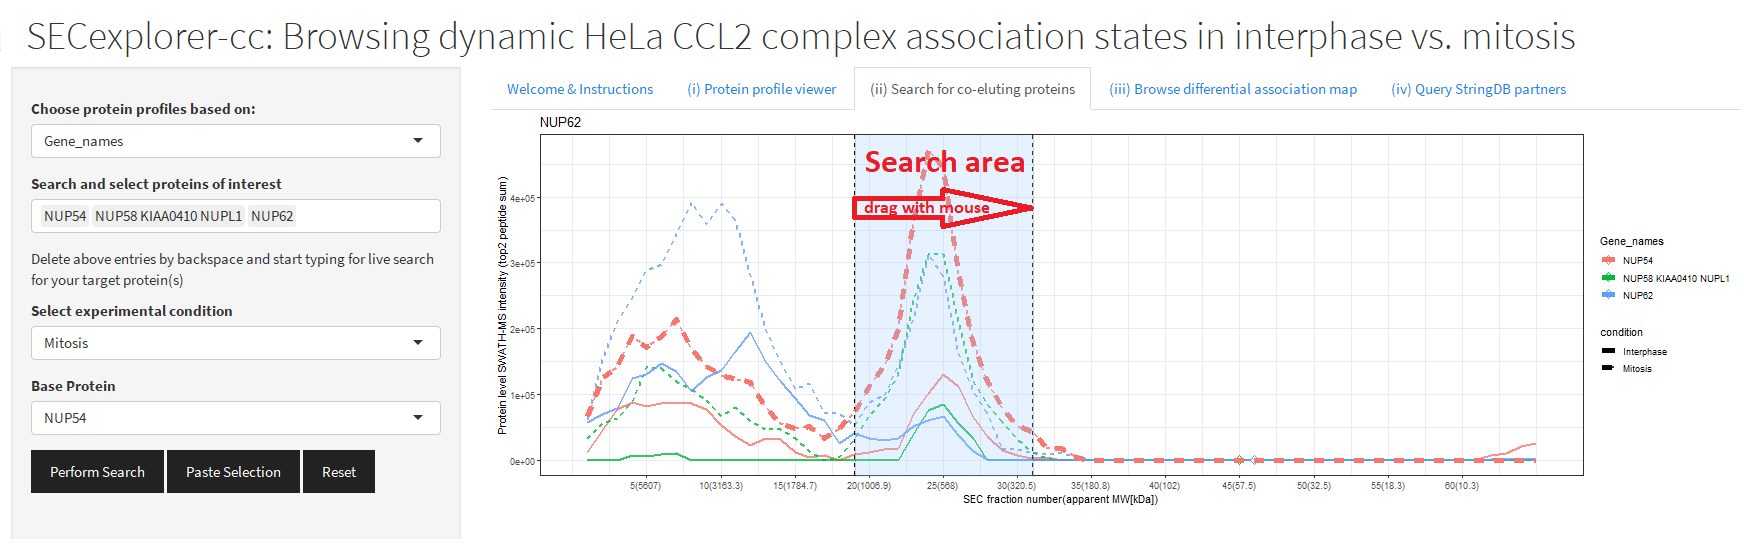 SECexplorer-cc: Browsing dynamic HeLa CCL2 complex association states in interphase vs. mitosis
Choose protein profiles based on:
Gene_names
Search and select proteins of interest
NUP54 NUP58 KIAA0410 NUPL1 NUP62
Delete above entries by backspace and start typing for live search
for your target protein(s)
Select experimental condition
Mitosis
Base Protein
NUP54
Perform Search Paste Selection Reset
Welcome & Instructions (i) Protein profile viewer (ii) Search for co-eluting proteins (iii) Browse differential association map (iv) Query StringDB partners
NUP62
Search area
drag with mouse
Protein level SWATH-MS intensity (top2 peptide sum)
4e+05
3e+05
2e+05
1e+05
0e+00
5(5607) 10(3163.3) 15(1784.7) 20(1006.9) 25(568) 30(320.5) 35(180.8) 40(102) 45(57.5) 50(32.5) 55(18.3) 60(10.3)
SEC fraction number(apparent MW[kDa])
Gene_names
NUP54
NUP58 KIAA0410 NUPL1
NUP62
condition
Interphase
Mitosis